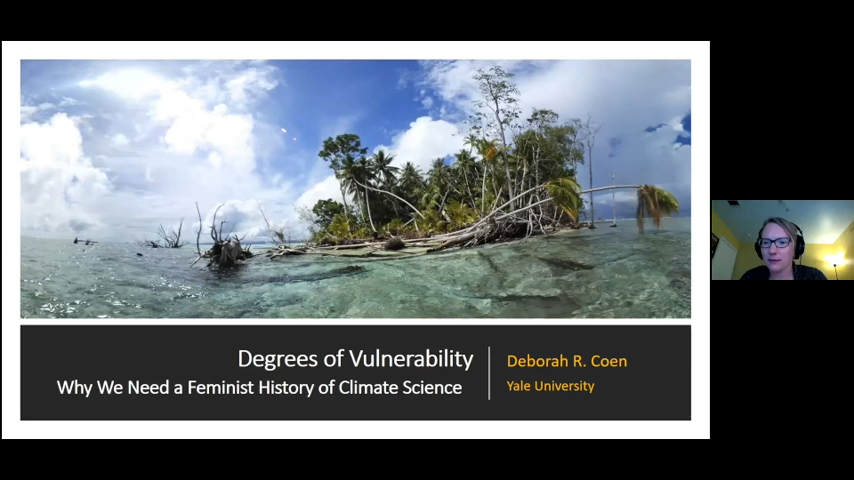 Degrees of Vulnerability
Why We Need a Feminist History of Climate Science
Deborah R. Coen
Yale University